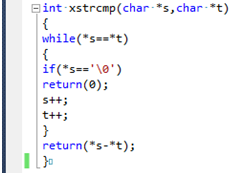 int xstrcmp(char *s,char *t)
{
while(*s==*t)
{
if(*s=='\0')
return(0);
s++;
t++;
}
return(*s-*t);
}